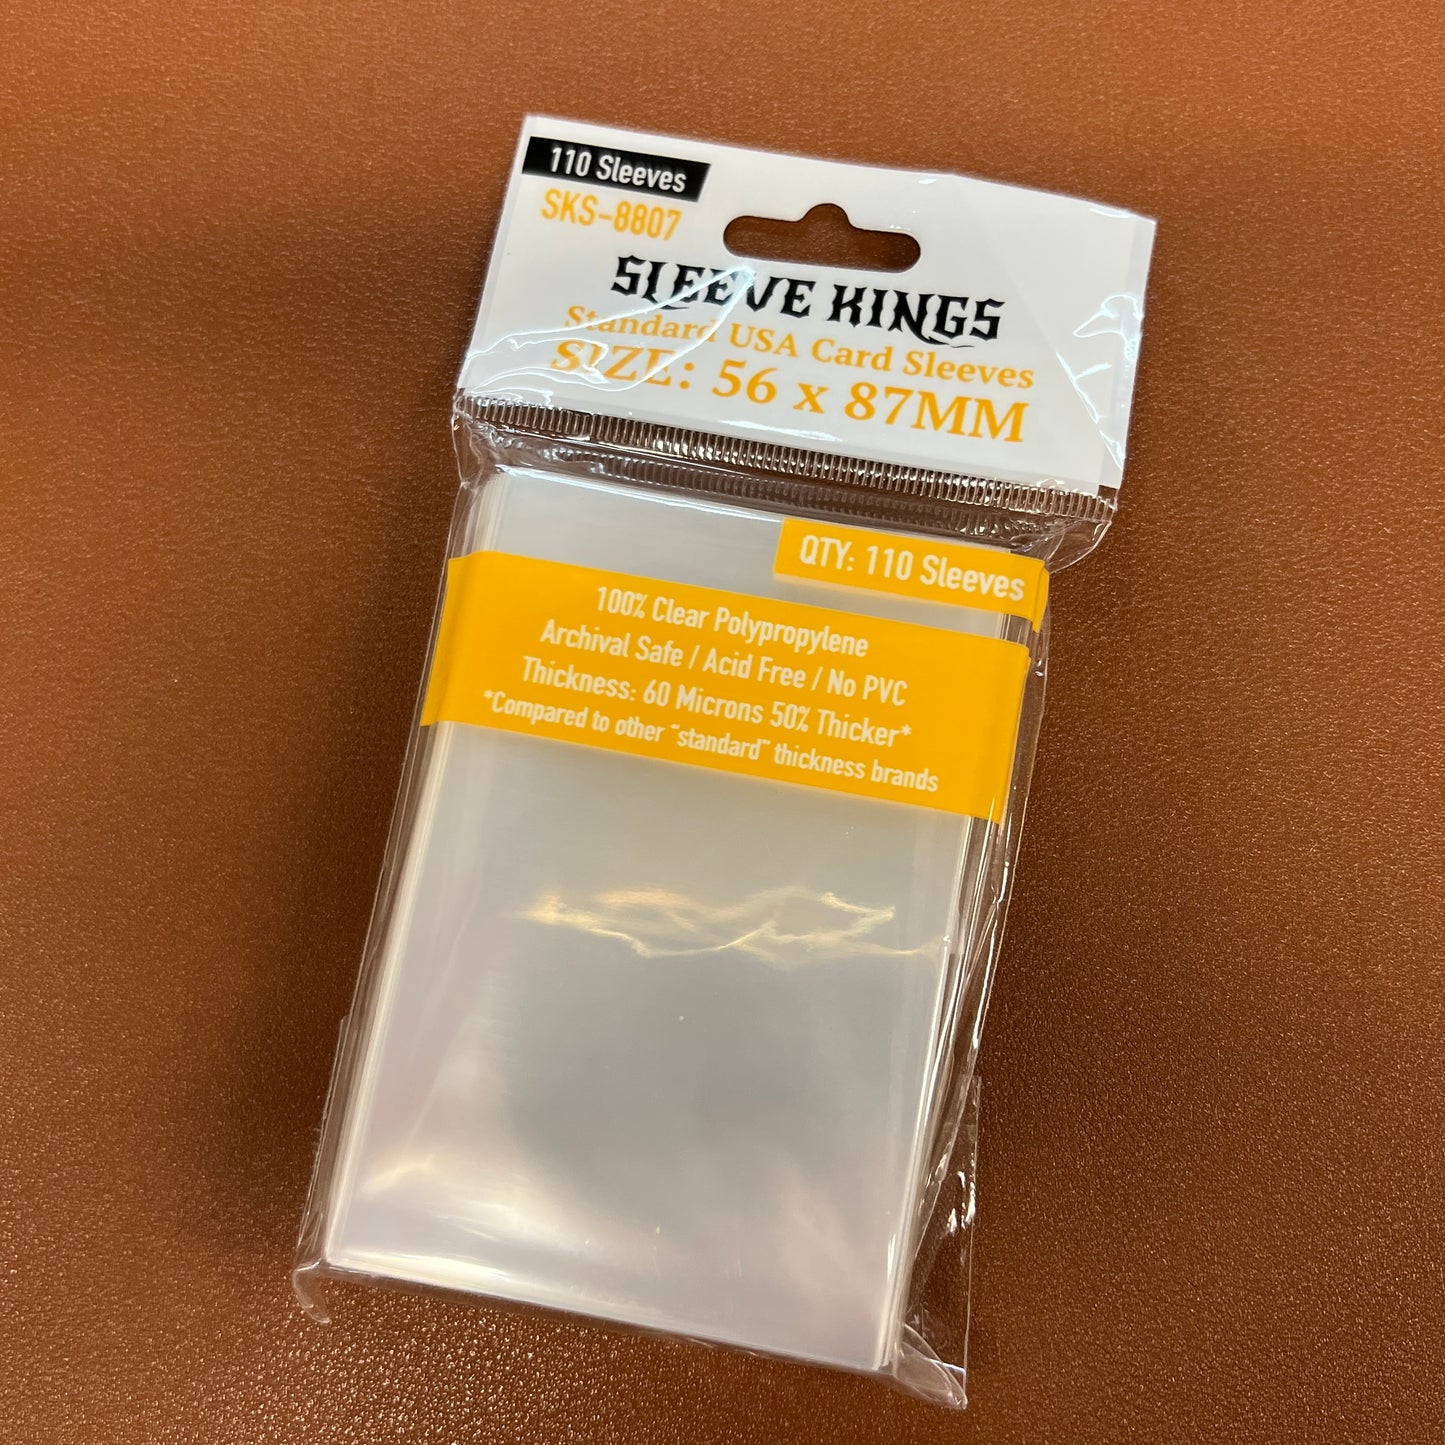 110 Sleeves
SKS-8807
SLEEVE KINGS
Standard USA Card Sleeves
SIZE: 56 x 87MM
QTY: 110 Sleeves
100% Clear Polypropylene
Archival Safe / Acid Free / No PVC
Thickness: 60 Microns 50% Thicker*
*Compared to other "standard" thickness brands